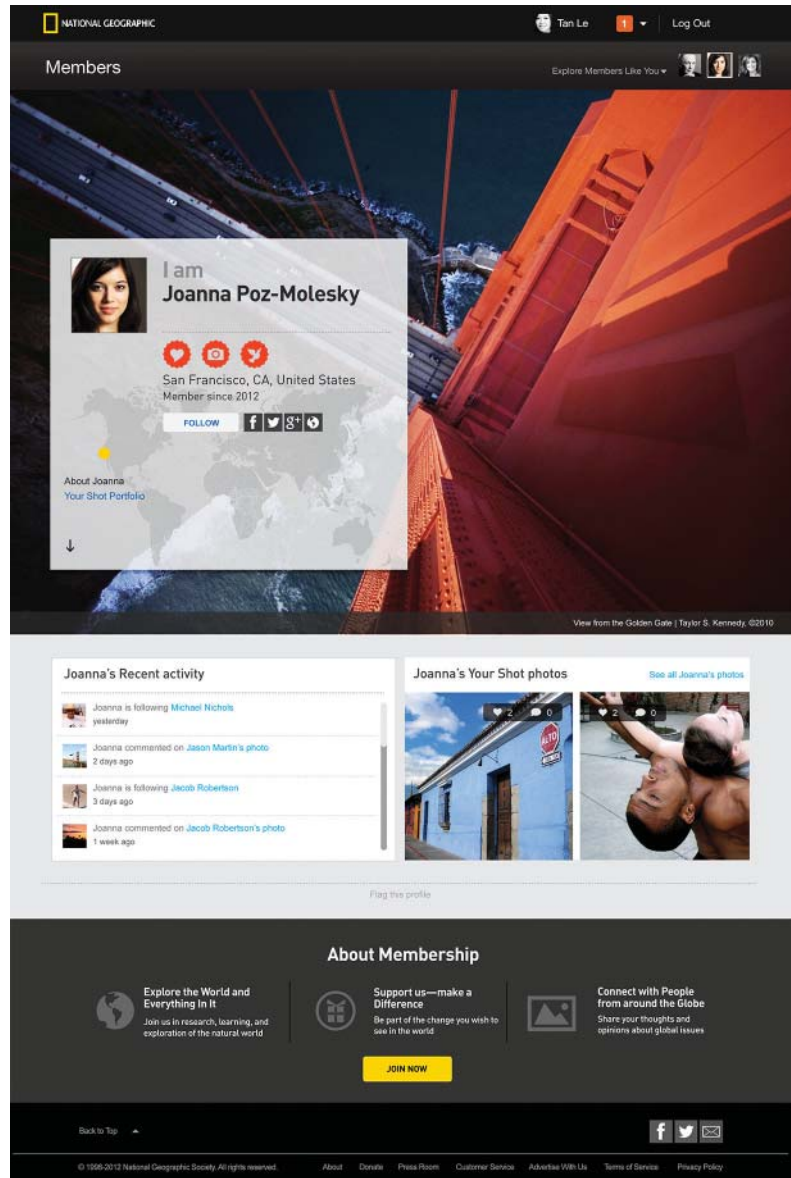 NATIONAL GEOGRAPHIC
Tan Le
1
Log Out
Members
Explore Members Like You
I am
Joanna Poz-Molesky
San Francisco, CA, United States
Member since 2012
FOLLOW
f
g+
About Joanna
Your Shot Portfolio
View from the Golden Gate | Taylor S. Kennedy, ©2010
Joanna's Recent activity
Joanna is following Michael Nichols
yesterday
Joanna commented on Jason Martin's photo
2 days ago
Joanna is following Jacob Robertson
3 days ago
Joanna commented on Jacob Robertson's photo
1 week ago
Joanna's Your Shot photos
See all Joanna's photos
2 0
2 0
ALTO
Flag this profile
About Membership
Explore the World and
Everything In It
Join us in research, learning, and
exploration of the natural world
Support us—make a
Difference
Be part of the change you wish to
see in the world
Connect with People
from around the Globe
Share your thoughts and
opinions about global issues
JOIN NOW
Back to Top
f
© 1996-2012 National Geographic Society. All rights reserved.
About
Donate
Press Room
Customer Service
Advertise With Us
Terms of Service
Privacy Policy